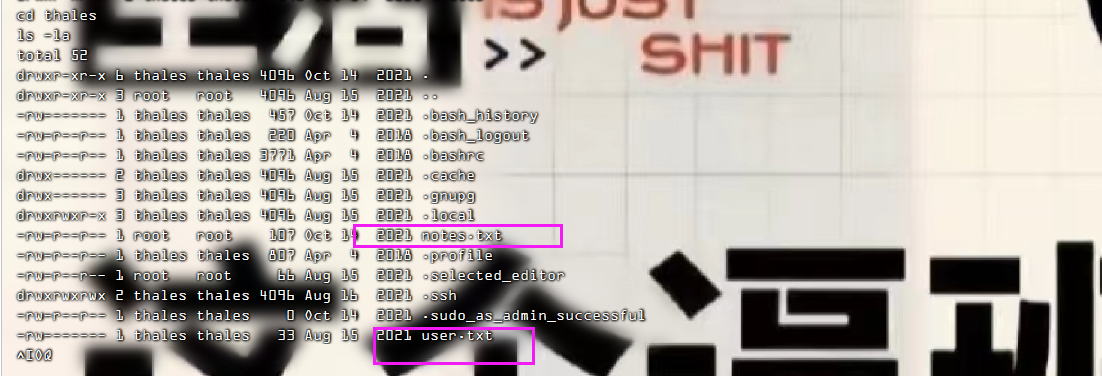 IS JUST
>> SHIT
cd thales
ls -la
total 52
drwxr-xr-x 6 thales thales 4096 Oct 14  2021 .
drwxr-xr-x 3 root   root   4096 Aug 15  2021 ..
-rw------- 1 thales thales  457 Oct 14  2021 .bash_history
-rw-r--r-- 1 thales thales  220 Apr  4  2018 .bash_logout
-rw-r--r-- 1 thales thales 3771 Apr  4  2018 .bashrc
drwx------ 2 thales thales 4096 Aug 15  2021 .cache
drwx------ 3 thales thales 4096 Aug 15  2021 .gnupg
drwxrwxr-x 3 thales thales 4096 Aug 15  2021 .local
-rw-r--r-- 1 root   root    107 Oct 14  2021 notes.txt
-rw-r--r-- 1 thales thales  807 Apr  4  2018 .profile
-rw-r--r-- 1 root   root     66 Aug 15  2021 .selected_editor
drwxrwxrwx 2 thales thales 4096 Aug 16  2021 .ssh
-rw-r--r-- 1 thales thales    0 Oct 14  2021 .sudo_as_admin_successful
-rw------- 1 thales thales   33 Aug 15  2021 user.txt